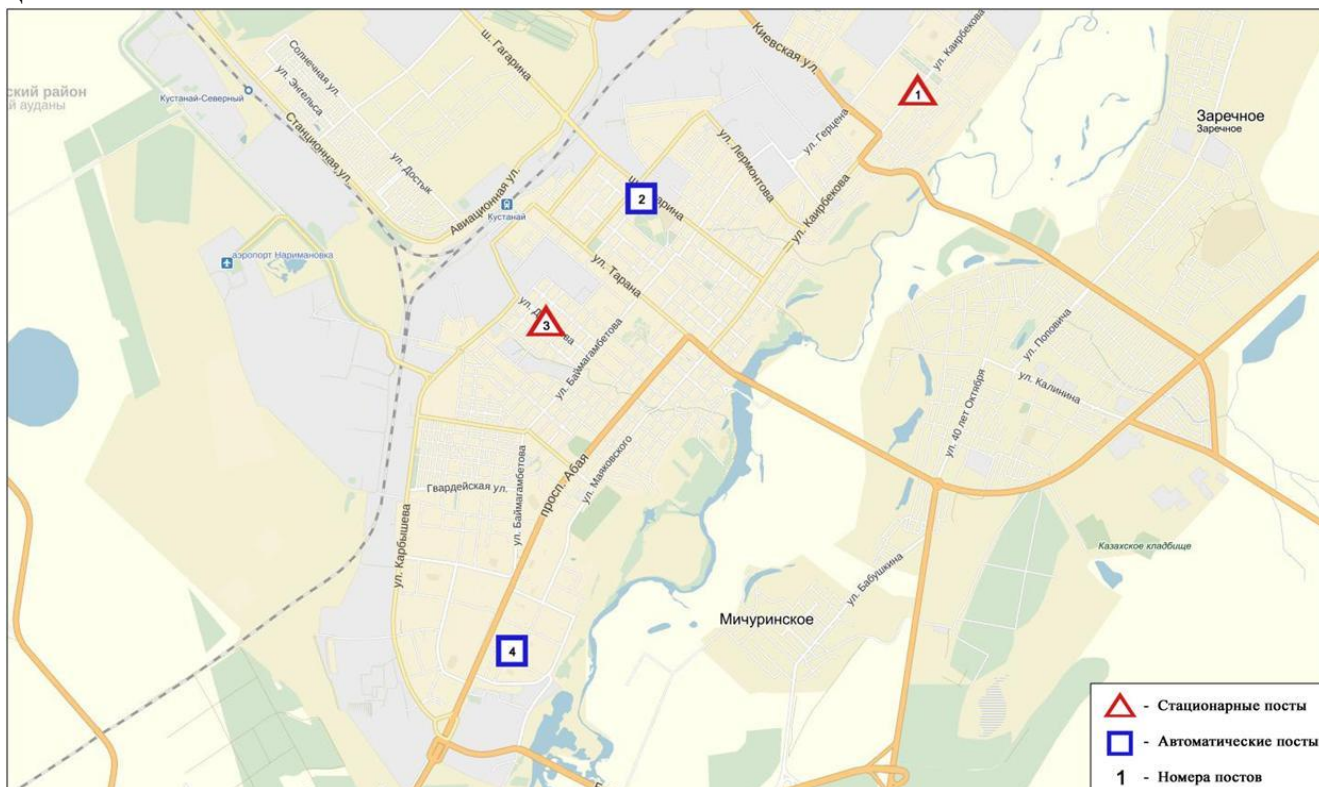 ский район
й ауданы
Кустанай-Северный
Солнечная ул.
ул. Энгельса
Станционная ул.
ул. Достык
ш. Гагарина
Авиационная ул.
Кустанай
аэропорт Наримановка
Киевская ул.
ул. Каирбекова
1
ул. Герцена
ул. Лермонтова
2
ул. Каирбекова
Заречное
Заречное
ул. Тарана
3
ул. Баймагамбетова
ул. Поповича
ул. Калинина
ул. 40 лет Октября
просп. Абая
ул. Маяковского
Гвардейская ул.
ул. Баймагамбетова
ул. Карбышева
Казахское кладбище
ул. Бабушкина
Мичуринское
4
- Стационарные посты
- Автоматические посты
1 - Номера постов